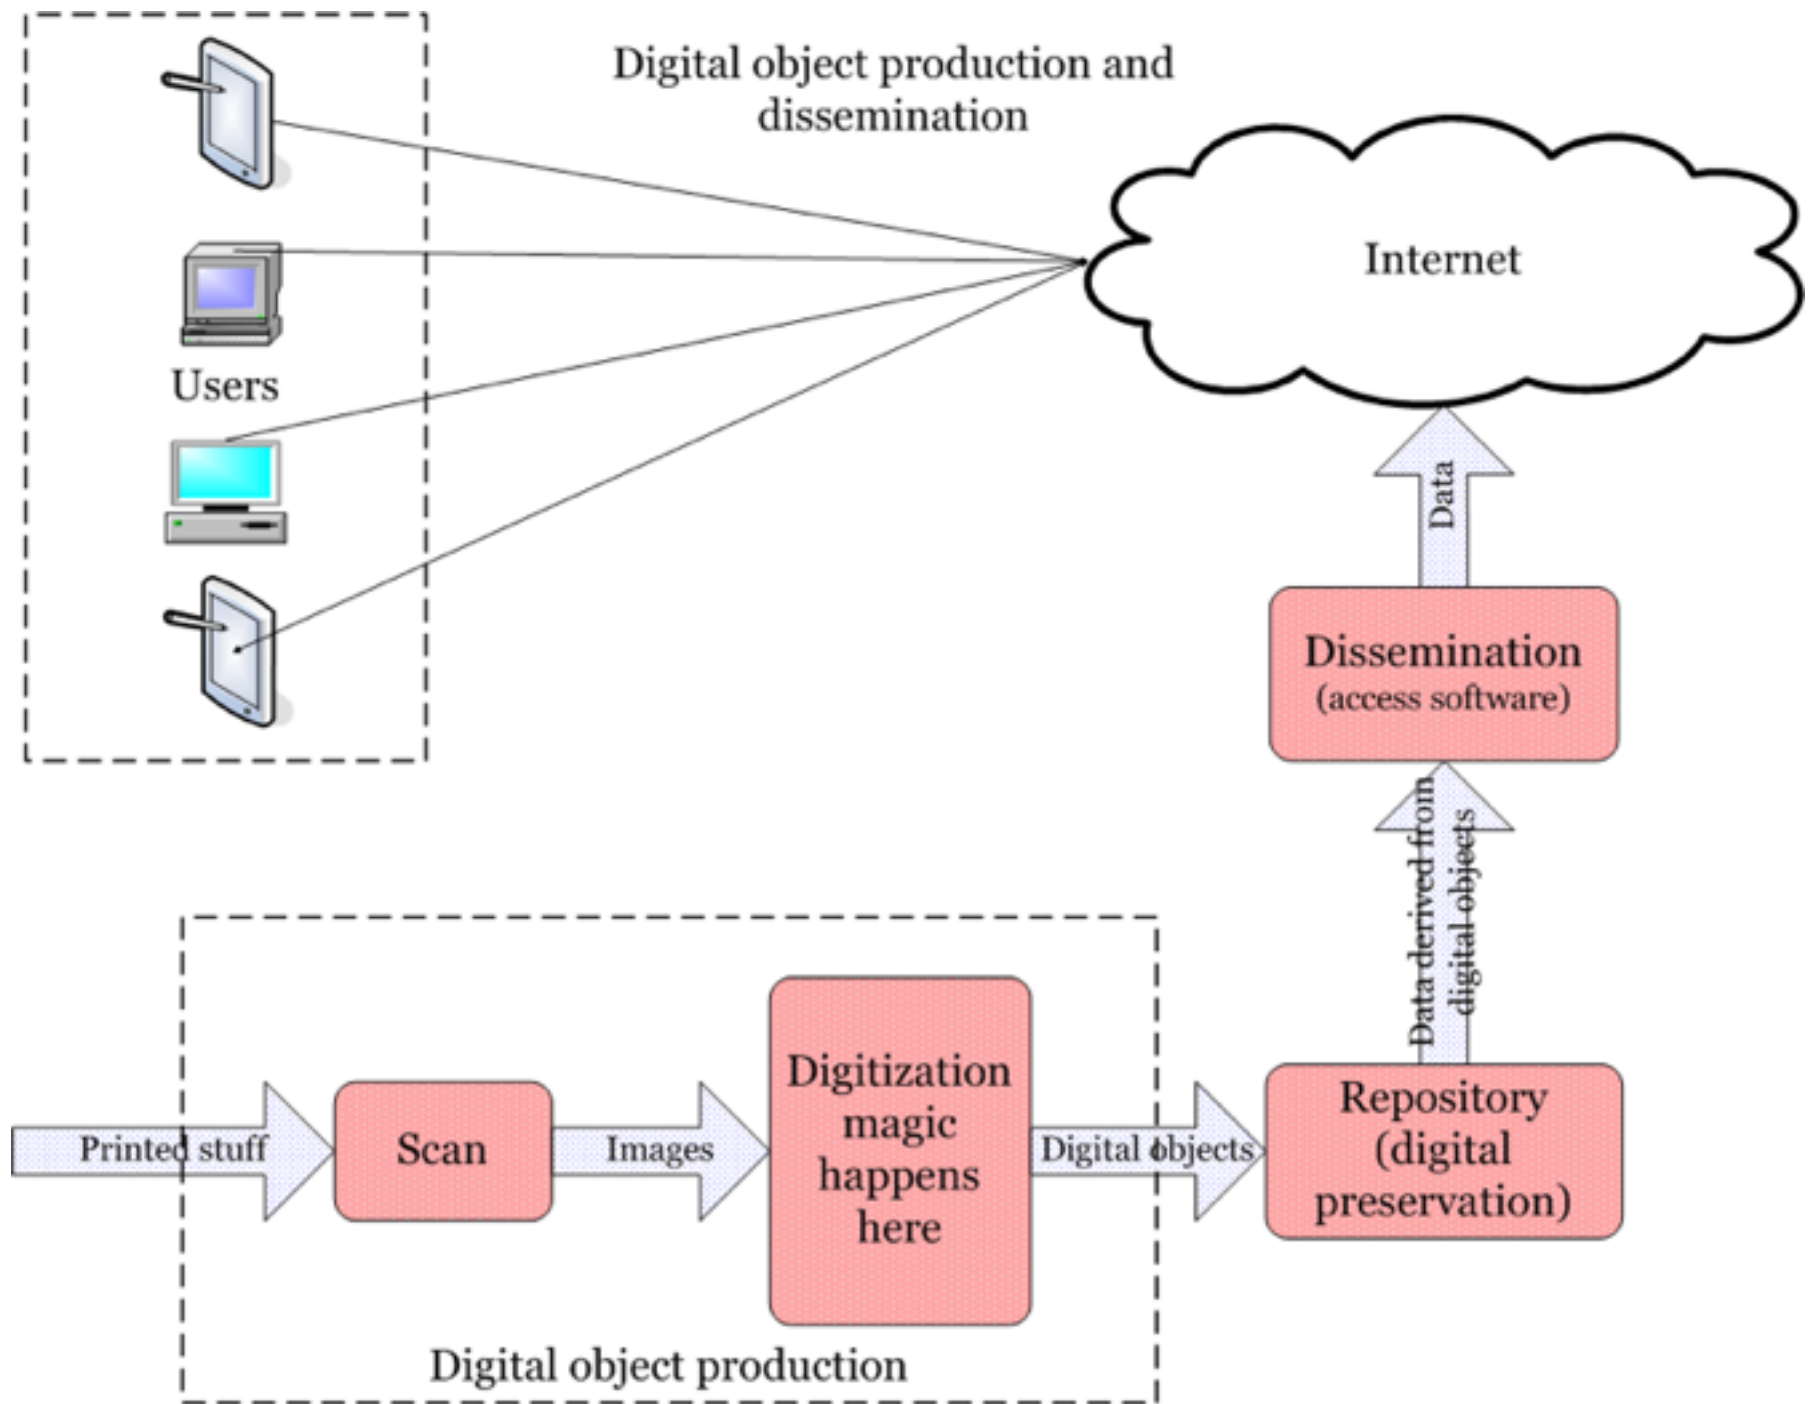 Digital object production and
dissemination
Internet
Users
Data
Dissemination
(access software)
Data derived from
digital objects
Printed stuff
Scan
Images
Digitization
magic
happens
here
Digital objects
Repository
(digital
preservation)
Digital object production